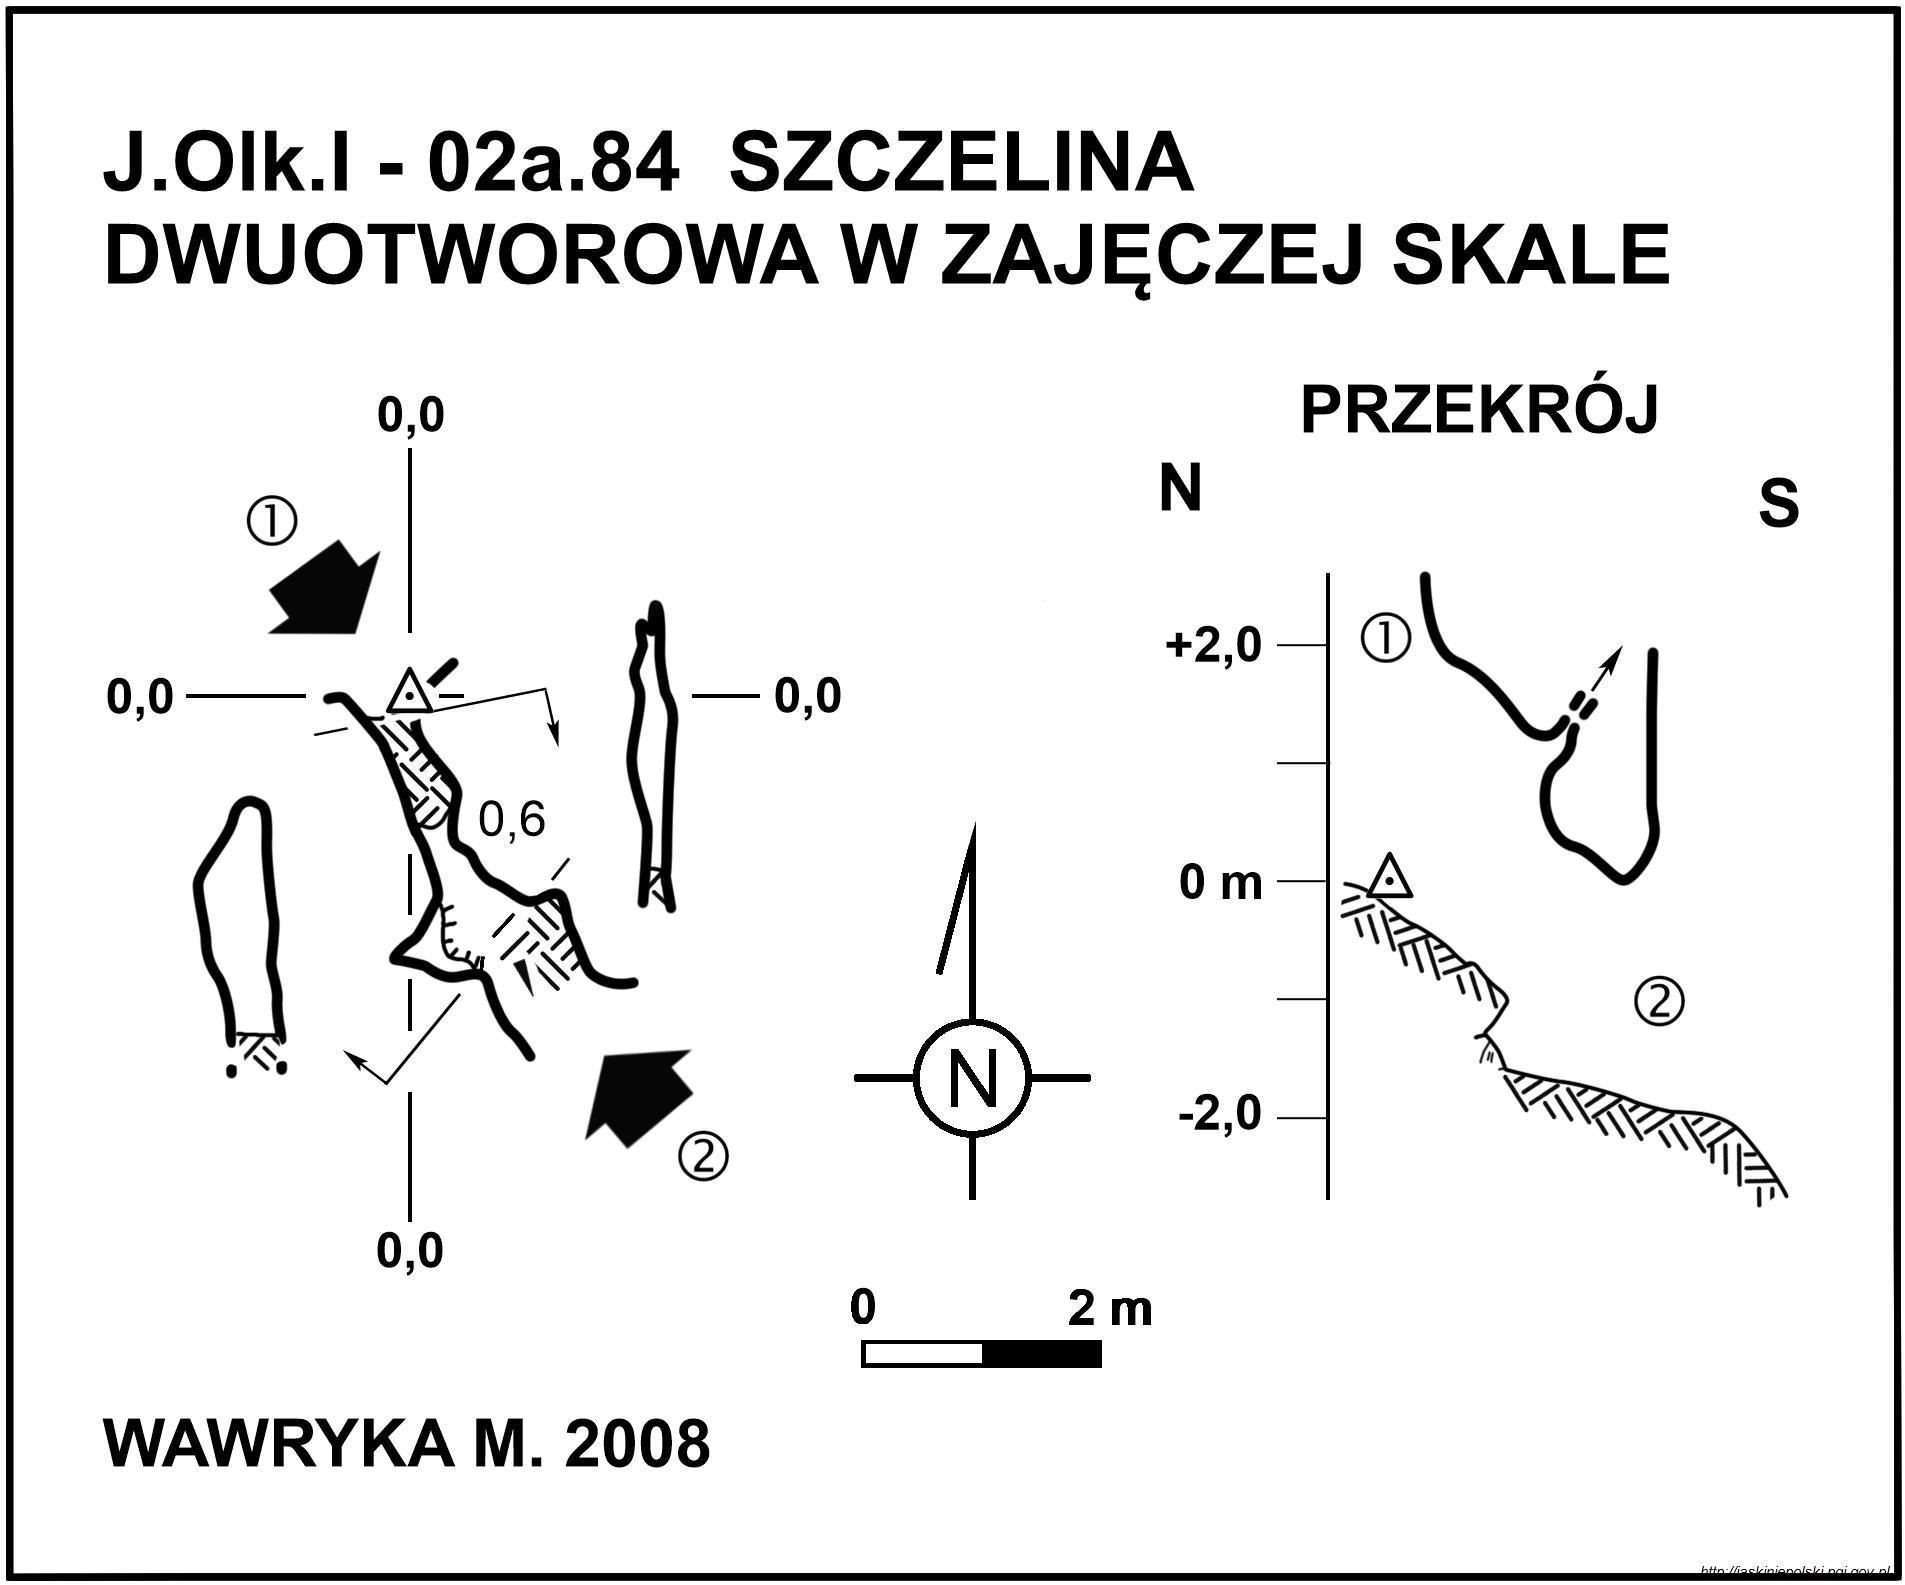 J.Olk.I - 02a.84 SZCZELINA
DWUOTWOROWA W ZAJĘCZEJ SKALE
PRZEKRÓJ
N
S
0,0
①
0,0
0,0
0,6
②
0,0
N
0
2 m
+2,0
①
0 m
②
-2,0
WAWRYKA M. 2008
http://jaskiniepolski.pgi.gov.pl